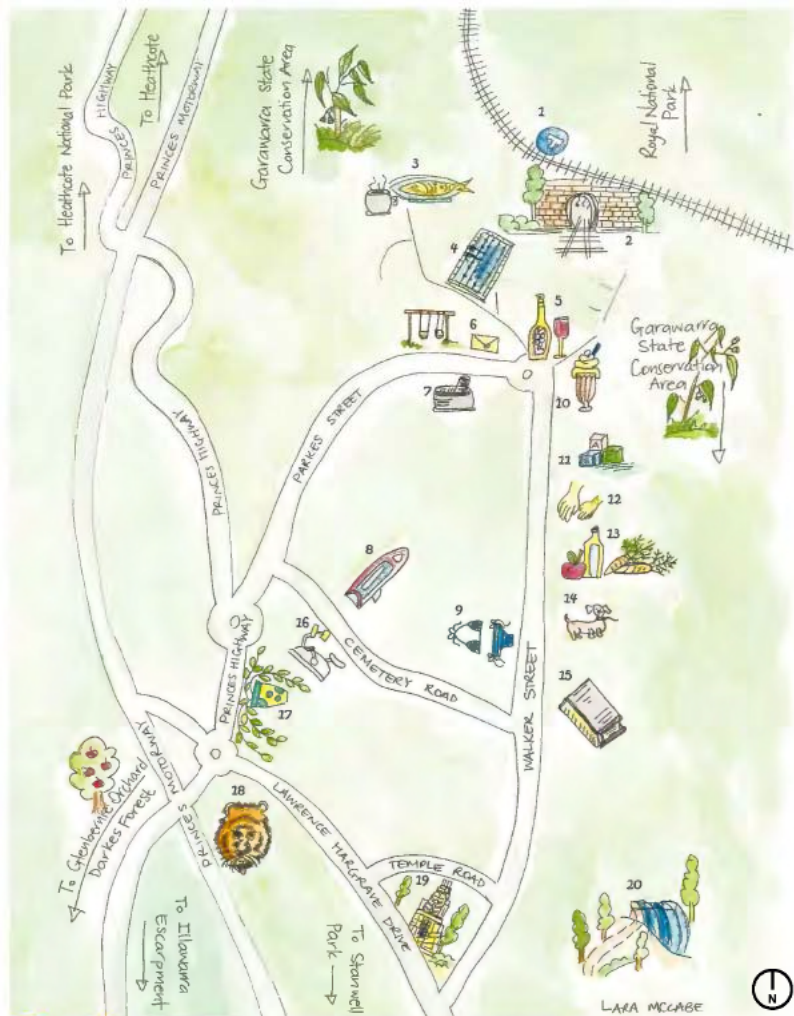 To Heathcote National Park
PRINCES HIGHWAY
To Heathcote
PRINCES MOTORWAY
Garawarra State
Conservation Area
1
T
Royal National
Park
3
2
4
5
6
7
Garawarra
State
Conservation
Area
10
PRINCES HIGHWAY
PARKES STREET
11
A
12
13
8
9
14
16
CEMETERY ROAD
PRINCES HIGHWAY
17
15
WALKER STREET
PRINCES MOTORWAY
To Glenbernie Orchard
Darkes Forest
18
LAWRENCE HARGRAVE DRIVE
TEMPLE ROAD
19
20
To Illawarra
Escarpment
To Stanwell
Park
PRINCES
N
LARA MCCABE